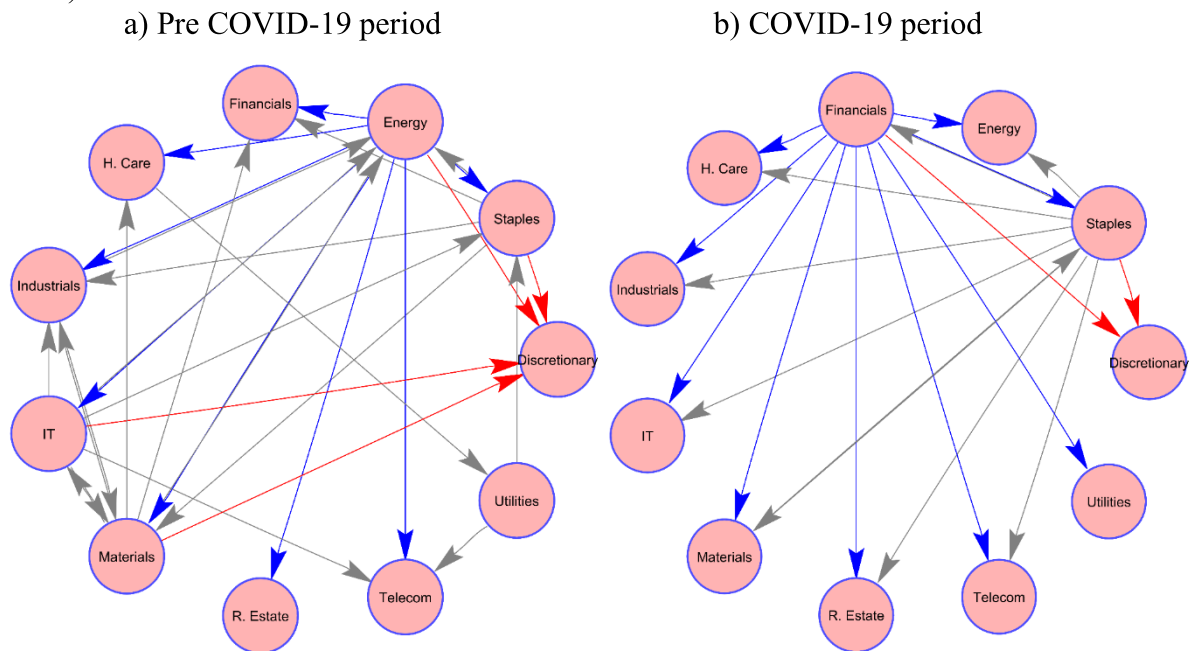 a) Pre COVID-19 period
b) COVID-19 period
Financials
Energy
H. Care
Staples
Industrials
Discretionary
IT
Utilities
Materials
Telecom
R. Estate
Financials
Energy
H. Care
Staples
Industrials
Discretionary
IT
Utilities
Materials
Telecom
R. Estate